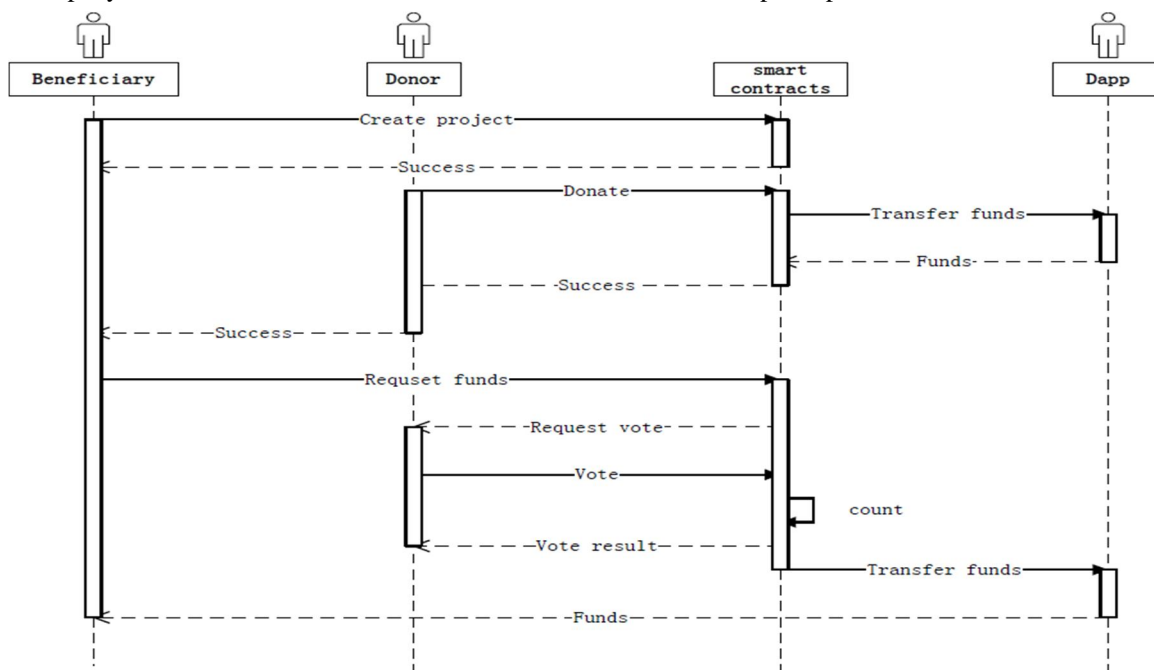 Beneficiary
Donor
smart
contracts
Dapp
Create project
Success
Donate
Transfer funds
Funds
Success
Success
Requset funds
Request vote
Vote
count
Vote result
Transfer funds
Funds